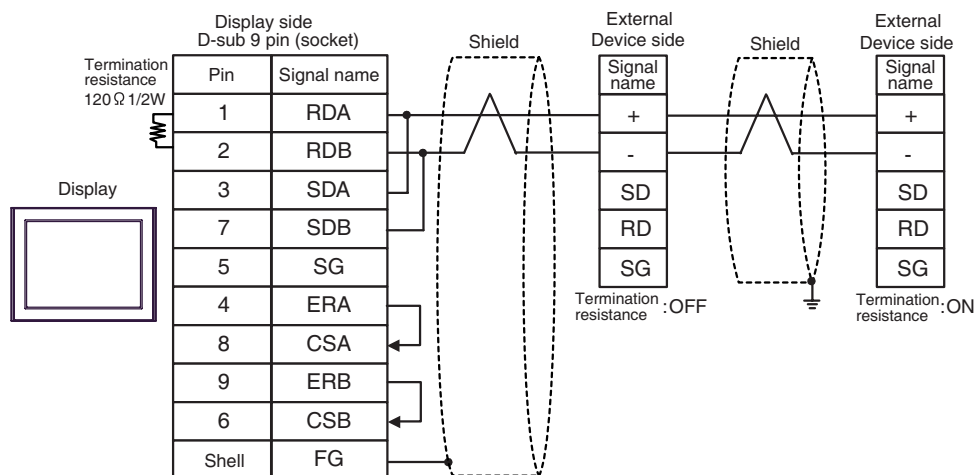 Display side
D-sub 9 pin (socket)
Shield
External
Device side
Shield
External
Device side
Termination
resistance
120Ω 1/2W
Pin
Signal name
1
RDA
2
RDB
3
SDA
7
SDB
5
SG
4
ERA
8
CSA
9
ERB
6
CSB
Shell
FG
Display
Signal
name
+
-
SD
RD
SG
Termination
resistance :OFF
Signal
name
+
-
SD
RD
SG
Termination
resistance :ON